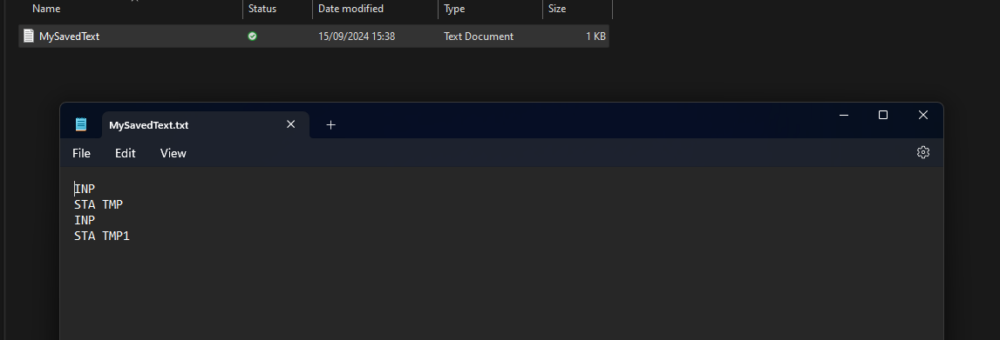 Name Status Date modified Type Size
MySavedText 15/09/2024 15:38 Text Document 1 KB
MySavedText.txt
File Edit View
INP
STA TMP
INP
STA TMP1